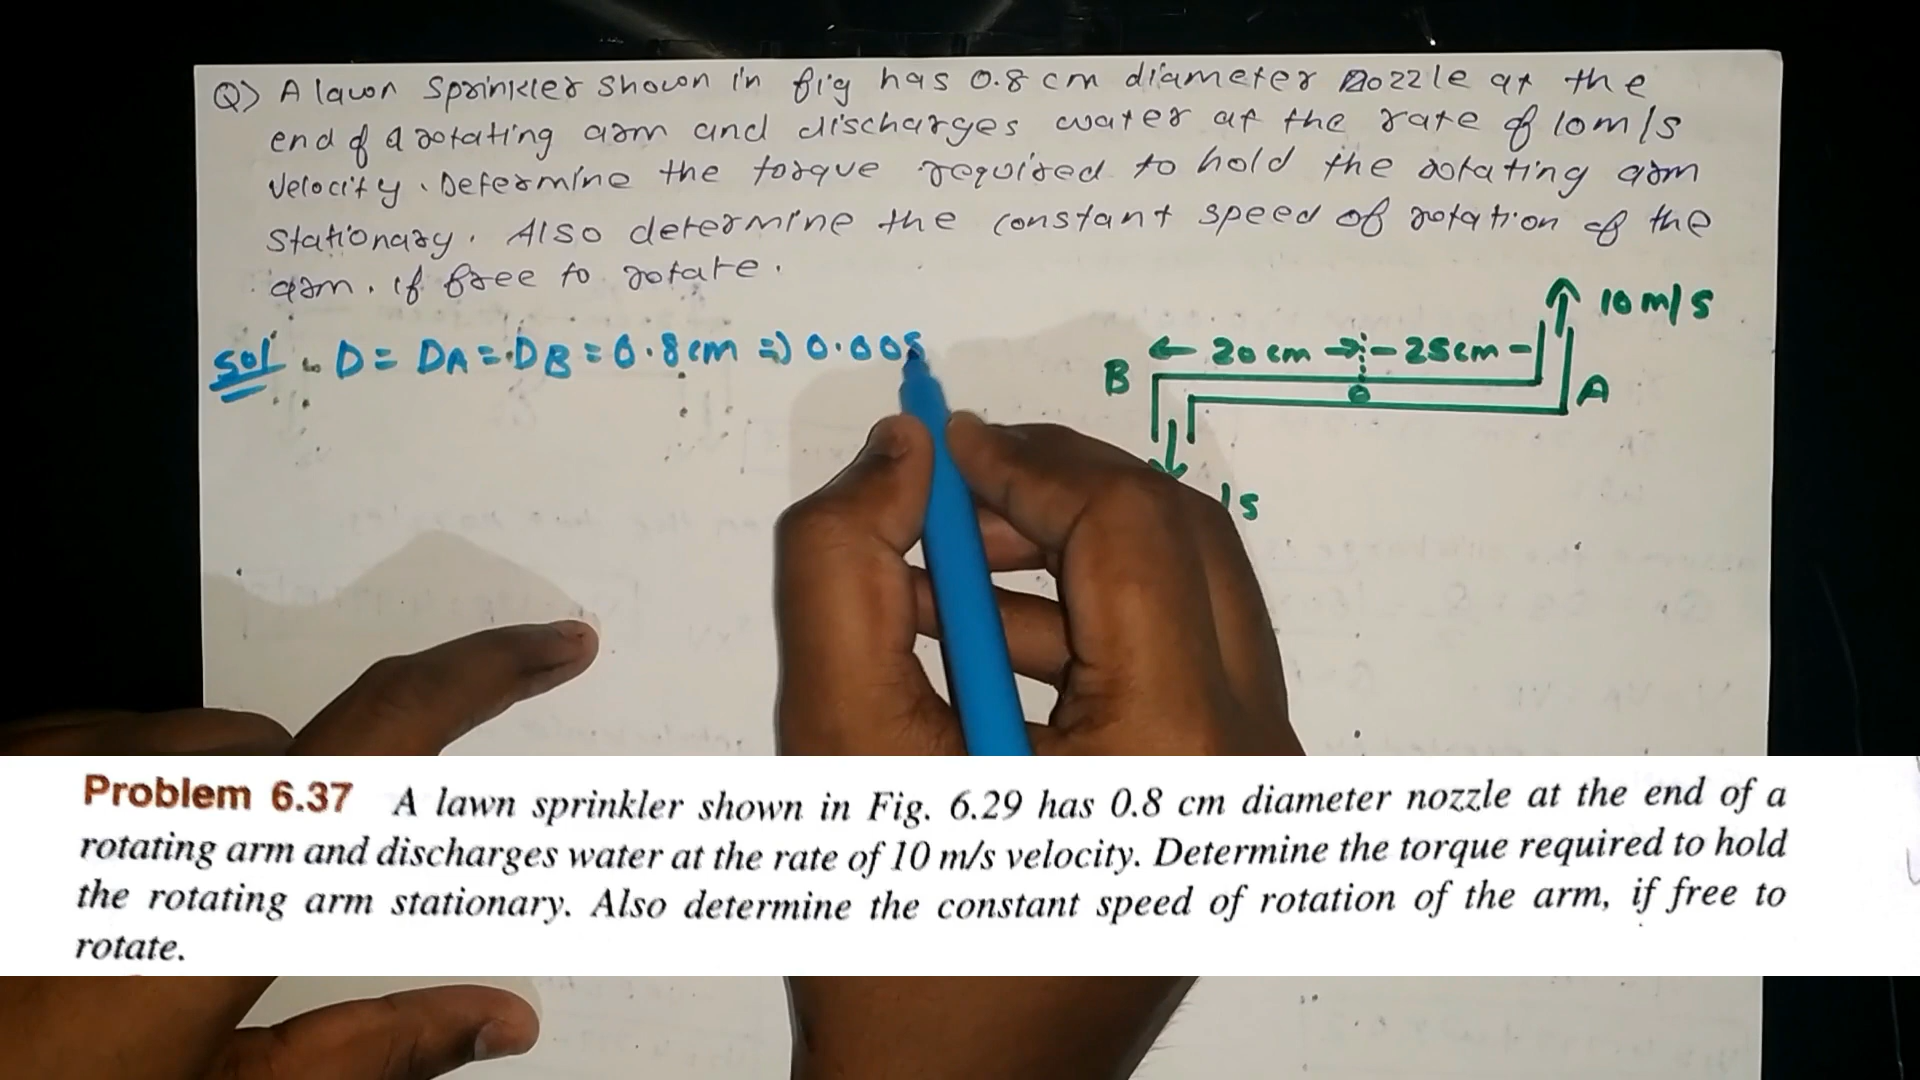 Q) A lawn Sprinkler shown in fig has 0.8 cm diameter nozzle at the
end of a rotating arm and discharges water at the rate of 10m/s
velocity. Determine the torque required to hold the rotating arm
stationary. Also determine the constant speed of rotation of the
arm. if free to rotate.
10 m/s
B ← 20 cm → - 25cm -
O A
Sol D = DA = DB = 0.8cm => 0.008
/s
Problem 6.37 A lawn sprinkler shown in Fig. 6.29 has 0.8 cm diameter nozzle at the end of a
rotating arm and discharges water at the rate of 10 m/s velocity. Determine the torque required to hold
the rotating arm stationary. Also determine the constant speed of rotation of the arm, if free to
rotate.